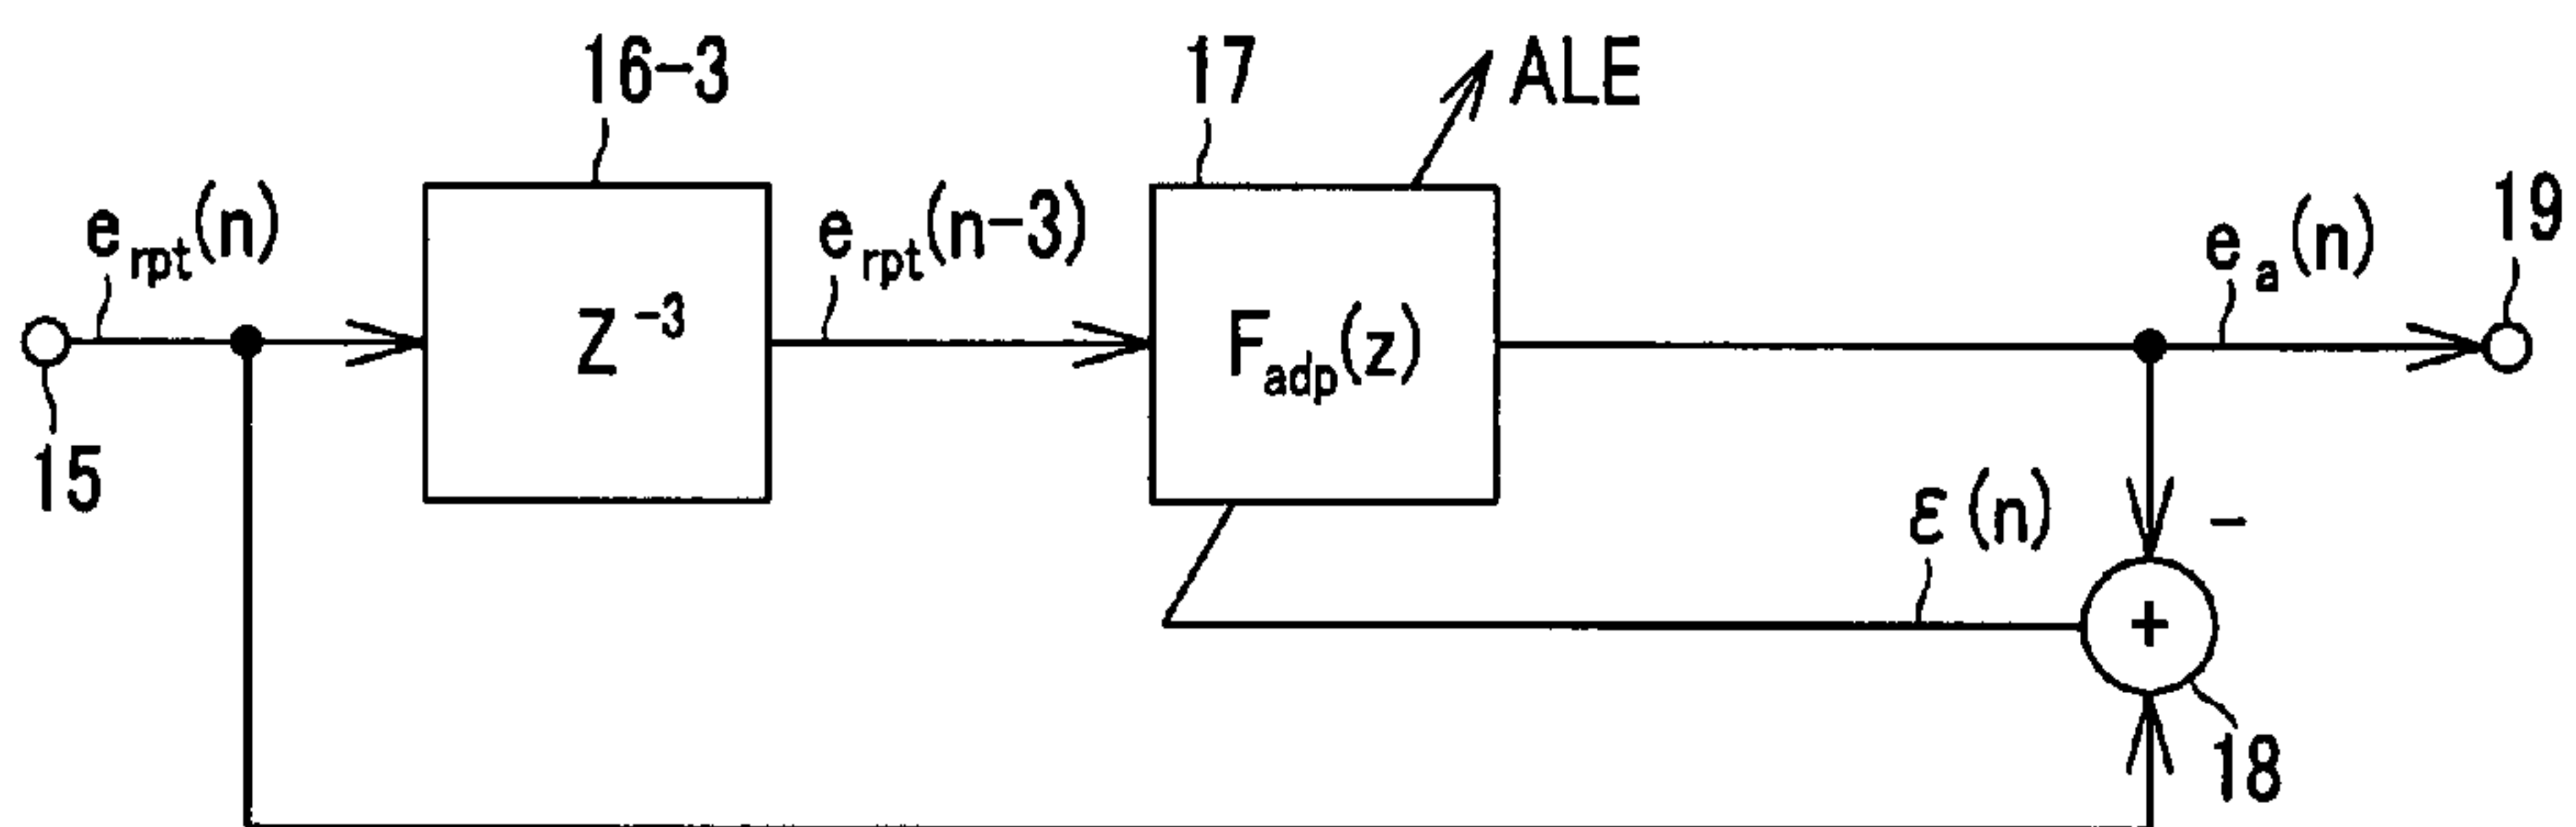 16-3
17
ALE
e_rpt(n)
e_rpt(n-3)
e_a(n)
19
Z^-3
F_adp(z)
15
ε(n)
-
+
18